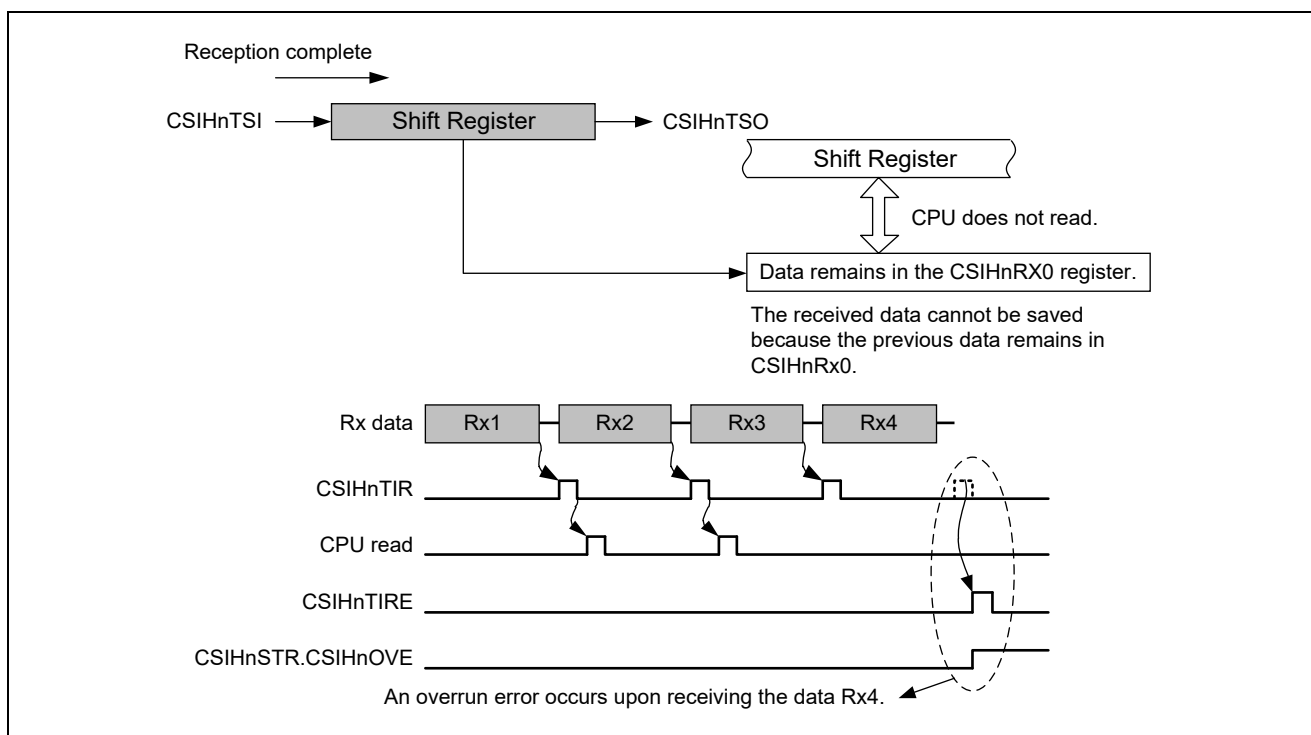 Reception complete
CSIHnTSI
Shift Register
CSIHnTSO
Shift Register
CPU does not read.
Data remains in the CSIHnRX0 register.
The received data cannot be saved
because the previous data remains in
CSIHnRx0.
Rx data
Rx1
Rx2
Rx3
Rx4
CSIHnTIR
CPU read
CSIHnTIRE
CSIHnSTR.CSIHnOVE
An overrun error occurs upon receiving the data Rx4.